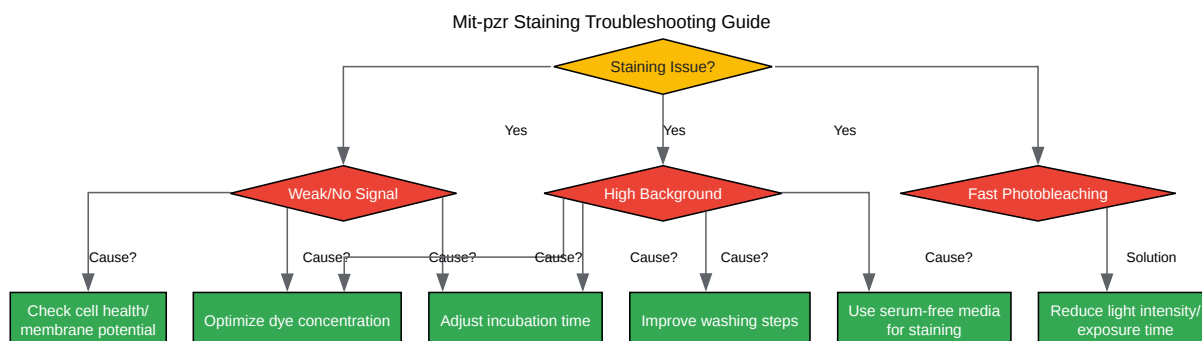 Mit-pzr Staining Troubleshooting Guide
Staining Issue?
Yes
Yes
Yes
Weak/No Signal
High Background
Fast Photobleaching
Cause?
Cause?
Cause?
Cause?
Cause?
Cause?
Cause?
Solution
Check cell health/
membrane potential
Optimize dye concentration
Adjust incubation time
Improve washing steps
Use serum-free media
for staining
Reduce light intensity/
exposure time